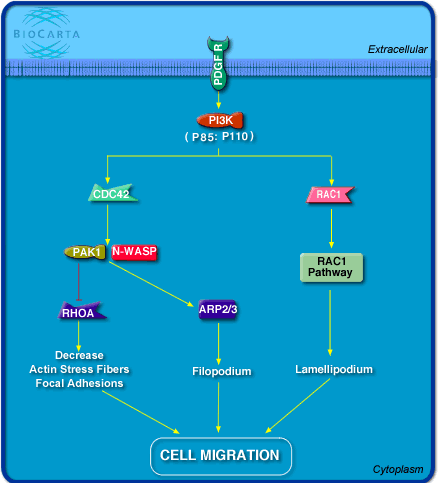 BIOCARTA
Extracellular
PDGF R
PI3K
(P85: P110)
CDC42
RAC1
PAK1
N-WASP
RAC1
Pathway
RHOA
ARP2/3
Decrease
Actin Stress Fibers
Focal Adhesions
Filopodium
Lamellipodium
CELL MIGRATION
Cytoplasm